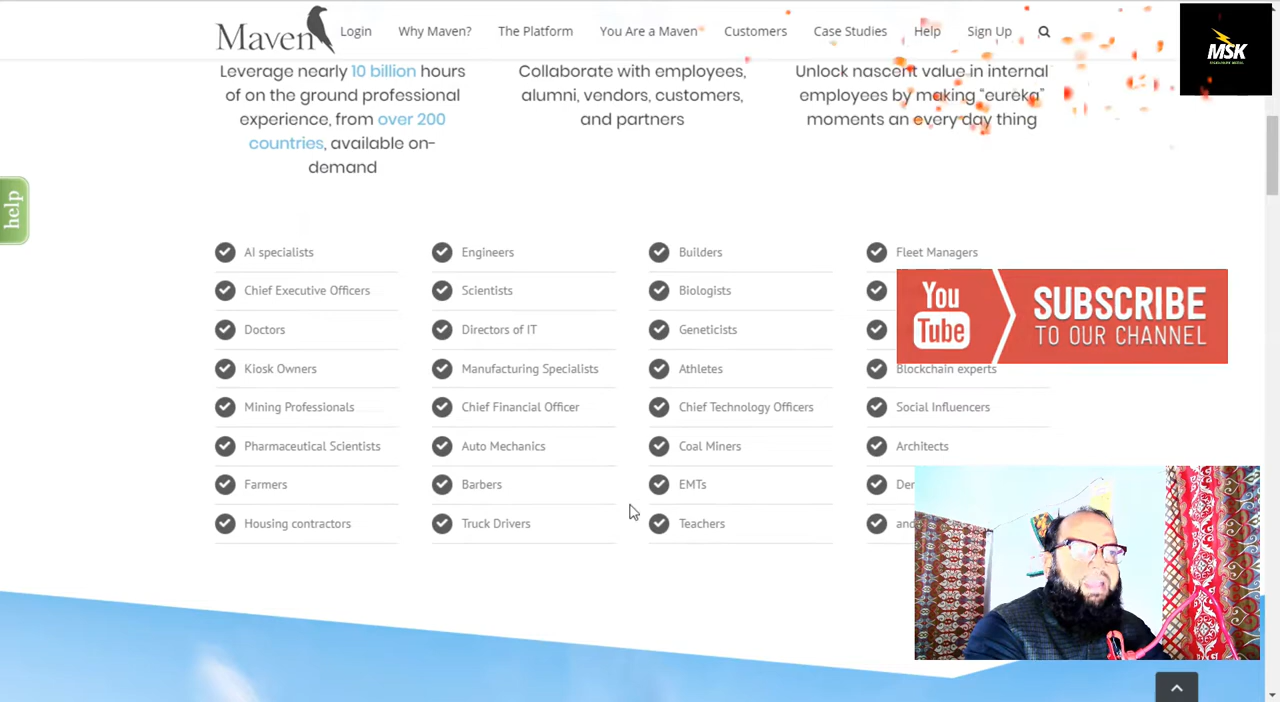 Maven
Login
Why Maven?
The Platform
You Are a Maven
Customers
Case Studies
Help
Sign Up
MSK
Leverage nearly 10 billion hours
of on the ground professional
experience, from over 200
countries, available on-
demand
Collaborate with employees,
alumni, vendors, customers,
and partners
Unlock nascent value in internal
employees by making “eureka”
moments an every day thing
help
AI specialists
Chief Executive Officers
Doctors
Kiosk Owners
Mining Professionals
Pharmaceutical Scientists
Farmers
Housing contractors
Engineers
Scientists
Directors of IT
Manufacturing Specialists
Chief Financial Officer
Auto Mechanics
Barbers
Truck Drivers
Builders
Biologists
Geneticists
Athletes
Chief Technology Officers
Coal Miners
EMTs
Teachers
Fleet Managers
Blockchain experts
Social Influencers
Architects
You
Tube
SUBSCRIBE
TO OUR CHANNEL